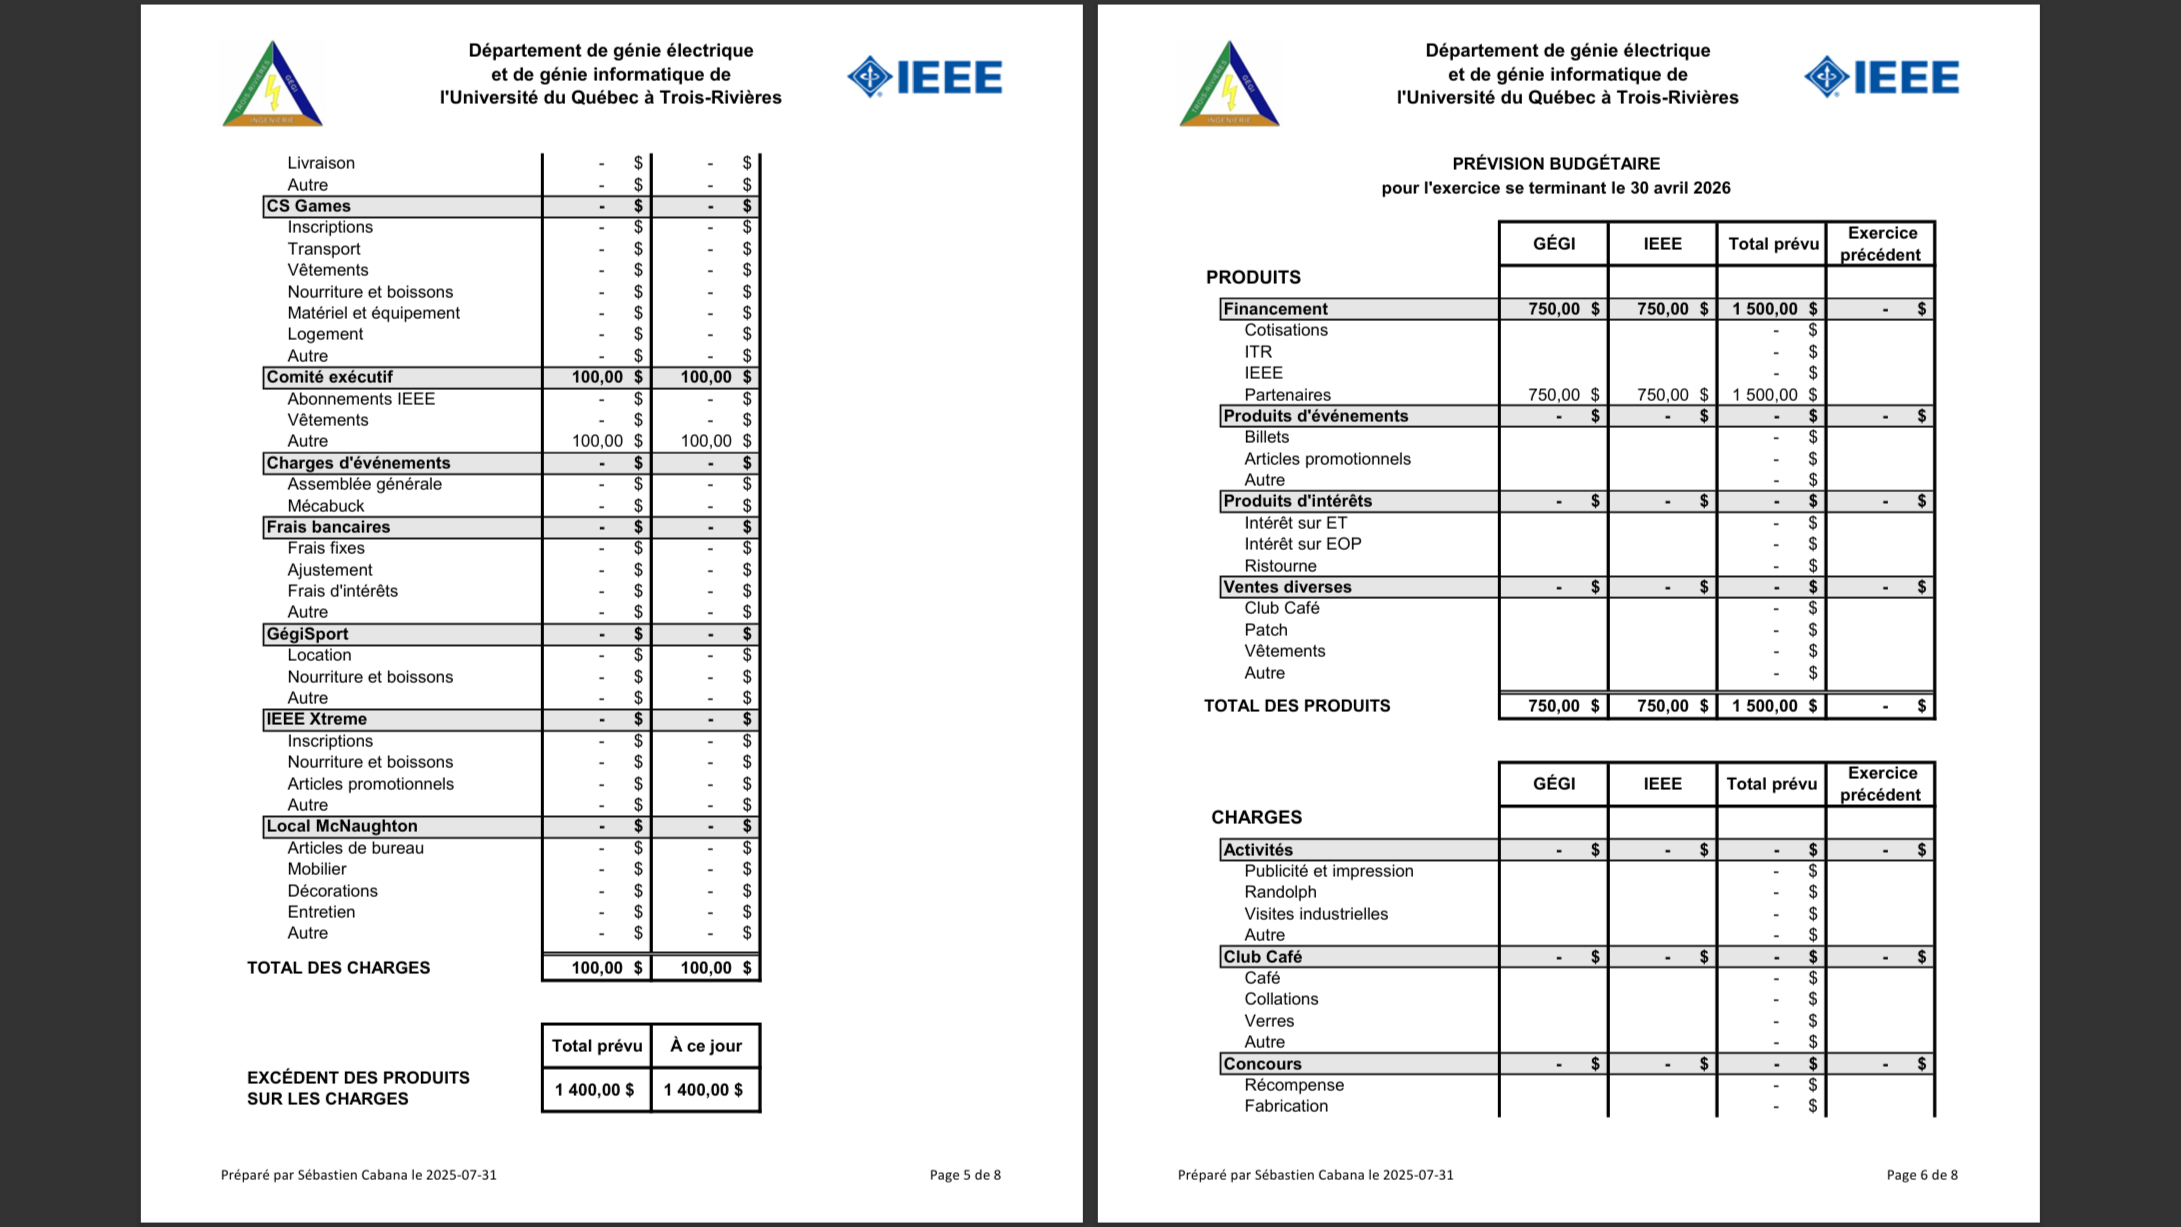 TROIS-RIVIÈRES
GÉGI
INGÉNIERIE
Département de génie électrique
et de génie informatique de
l'Université du Québec à Trois-Rivières
IEEE
Livraison - $ - $
Autre - $ - $
CS Games - $ - $
Inscriptions - $ - $
Transport - $ - $
Vêtements - $ - $
Nourriture et boissons - $ - $
Matériel et équipement - $ - $
Logement - $ - $
Autre - $ - $
Comité exécutif 100,00 $ 100,00 $
Abonnements IEEE - $ - $
Vêtements - $ - $
Autre 100,00 $ 100,00 $
Charges d'événements - $ - $
Assemblée générale - $ - $
Mécabuck - $ - $
Frais bancaires - $ - $
Frais fixes - $ - $
Ajustement - $ - $
Frais d'intérêts - $ - $
Autre - $ - $
GégiSport - $ - $
Location - $ - $
Nourriture et boissons - $ - $
Autre - $ - $
IEEE Xtreme - $ - $
Inscriptions - $ - $
Nourriture et boissons - $ - $
Articles promotionnels - $ - $
Autre - $ - $
Local McNaughton - $ - $
Articles de bureau - $ - $
Mobilier - $ - $
Décorations - $ - $
Entretien - $ - $
Autre - $ - $
TOTAL DES CHARGES 100,00 $ 100,00 $
Total prévu À ce jour
EXCÉDENT DES PRODUITS
SUR LES CHARGES 1 400,00 $ 1 400,00 $
Préparé par Sébastien Cabana le 2025-07-31 Page 5 de 8
TROIS-RIVIÈRES
GÉGI
INGÉNIERIE
Département de génie électrique
et de génie informatique de
l'Université du Québec à Trois-Rivières
IEEE
PRÉVISION BUDGÉTAIRE
pour l'exercice se terminant le 30 avril 2026
GÉGI IEEE Total prévu Exercice précédent
PRODUITS
Financement 750,00 $ 750,00 $ 1 500,00 $ - $
Cotisations - $
ITR - $
IEEE - $
Partenaires 750,00 $ 750,00 $ 1 500,00 $
Produits d'événements - $ - $ - $ - $
Billets - $
Articles promotionnels - $
Autre - $
Produits d'intérêts - $ - $ - $ - $
Intérêt sur ET - $
Intérêt sur EOP - $
Ristourne - $
Ventes diverses - $ - $ - $ - $
Club Café - $
Patch - $
Vêtements - $
Autre - $
TOTAL DES PRODUITS 750,00 $ 750,00 $ 1 500,00 $ - $
GÉGI IEEE Total prévu Exercice précédent
CHARGES
Activités - $ - $ - $ - $
Publicité et impression - $
Randolph - $
Visites industrielles - $
Autre - $
Club Café - $ - $ - $ - $
Café - $
Collations - $
Verres - $
Autre - $
Concours - $ - $ - $ - $
Récompense - $
Fabrication - $
Préparé par Sébastien Cabana le 2025-07-31 Page 6 de 8